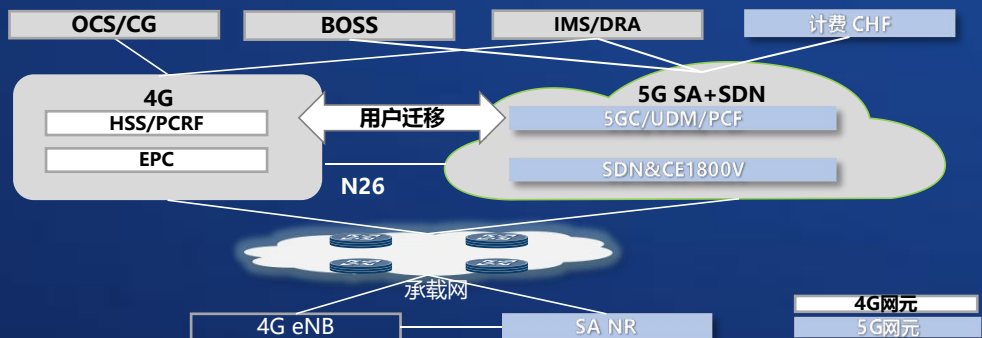 OCS/CG
BOSS
IMS/DRA
计费 CHF
4G
HSS/PCRF
EPC
用户迁移
N26
5G SA+SDN
5GC/UDM/PCF
SDN&CE1800V
承载网
4G eNB
SA NR
4G网元
5G网元